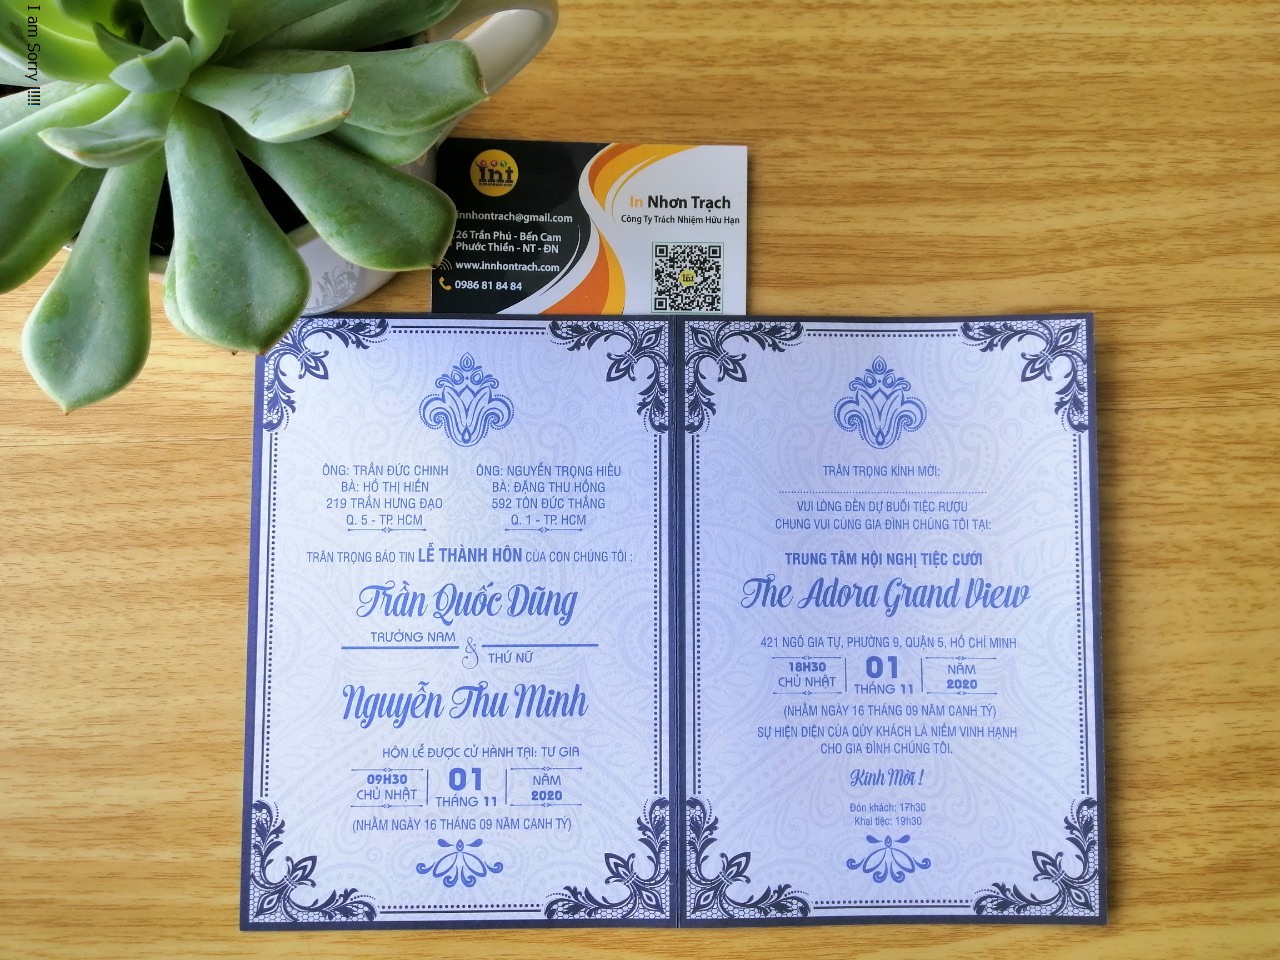 I am Sorry !!!!!
int
innhontrach@gmail.com
26 Trần Phú - Bến Cam
Phước Thiền - NT - ĐN
www.innhontrach.com
0986 81 84 84
In Nhơn Trạch
Công Ty Trách Nhiệm Hữu Hạn
int
ÔNG: TRẦN ĐỨC CHINH
BÀ: HỒ THỊ HIỀN
219 TRẦN HƯNG ĐẠO
Q. 5 - TP. HCM
ÔNG: NGUYỄN TRỌNG HIẾU
BÀ: ĐẶNG THU HỒNG
592 TÔN ĐỨC THẮNG
Q. 1 - TP. HCM
TRÂN TRỌNG BÁO TIN LỄ THÀNH HÔN CỦA CON CHÚNG TÔI :
Trần Quốc Dũng
TRƯỞNG NAM
&
THỨ NỮ
Nguyễn Thu Minh
HÔN LỄ ĐƯỢC CỬ HÀNH TẠI: TƯ GIA
09H30
CHỦ NHẬT
01
THÁNG 11
NĂM
2020
(NHẰM NGÀY 16 THÁNG 09 NĂM CANH TÝ)
TRÂN TRỌNG KÍNH MỜI:
VUI LÒNG ĐẾN DỰ BUỔI TIỆC RƯỢU
CHUNG VUI CÙNG GIA ĐÌNH CHÚNG TÔI TẠI:
TRUNG TÂM HỘI NGHỊ TIỆC CƯỚI
The Adora Grand View
421 NGÔ GIA TỰ, PHƯỜNG 9, QUẬN 5, HỒ CHÍ MINH
18H30
CHỦ NHẬT
01
THÁNG 11
NĂM
2020
(NHẰM NGÀY 16 THÁNG 09 NĂM CANH TÝ)
SỰ HIỆN DIỆN CỦA QÚY KHÁCH LÀ NIỀM VINH HẠNH
CHO GIA ĐÌNH CHÚNG TÔI.
Kính Mời !
Đón khách: 17h30
Khai tiệc: 19h30